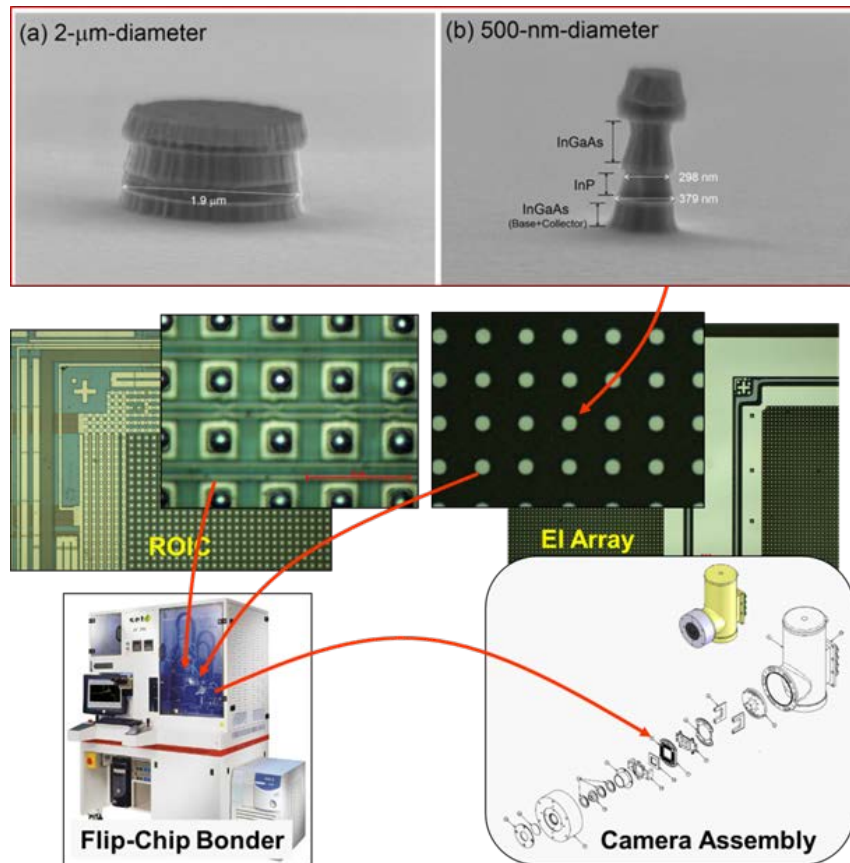 (a) 2-μm-diameter
(b) 500-nm-diameter
InGaAs
InP
InGaAs
(Base+Collector)
298 nm
379 nm
1.9 μm
ROIC
EI Array
Flip-Chip Bonder
Camera Assembly